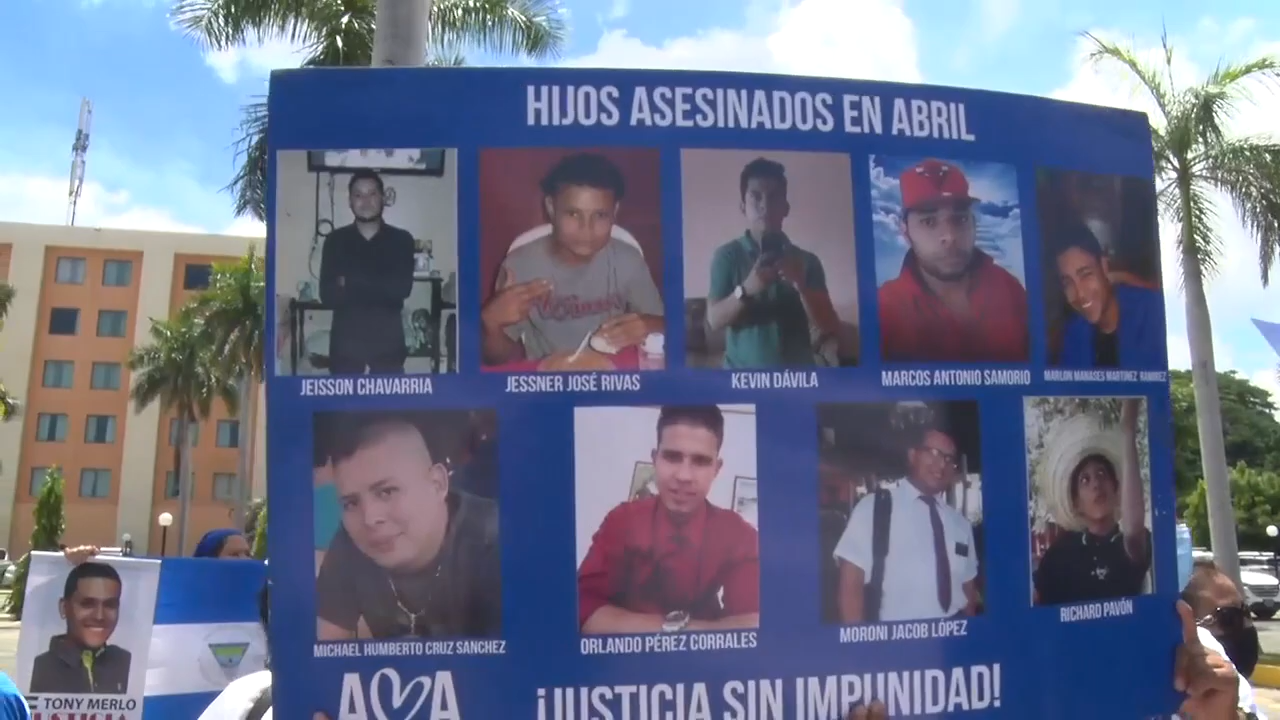 HIJOS ASESINADOS EN ABRIL
JEISSON CHAVARRIA
JESSNER JOSÉ RIVAS
KEVIN DÁVILA
MARCOS ANTONIO SAMORIO
MARLON MANASES MARTINEZ RAMIREZ
MICHAEL HUMBERTO CRUZ SANCHEZ
ORLANDO PÉREZ CORRALES
MORONI JACOB LÓPEZ
RICHARD PAVÓN
AMA
¡JUSTICIA SIN IMPUNIDAD!
TONY MERLO
JUSTICIA